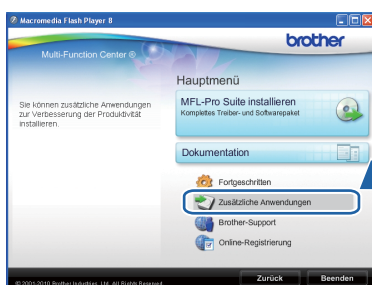 Macromedia Flash Player 8
brother
Multi-Function Center ®
Hauptmenü
Sie können zusätzliche Anwendungen
zur Verbesserung der Produktivität
installieren.
MFL-Pro Suite installieren
Komplettes Treiber- und Softwarepaket
Dokumentation
Fortgeschritten
Zusätzliche Anwendungen
Brother-Support
Online-Registrierung
Zurück
Beenden
© 2001-2010 Brother Industries, Ltd. All Rights Reserved.